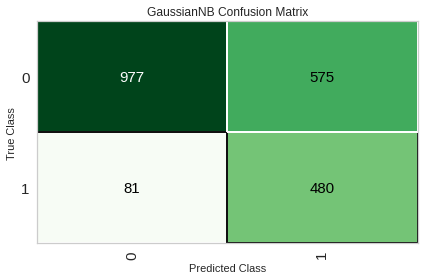 GaussianNB Confusion Matrix
True Class
0
977
575
1
81
480
0
1
Predicted Class